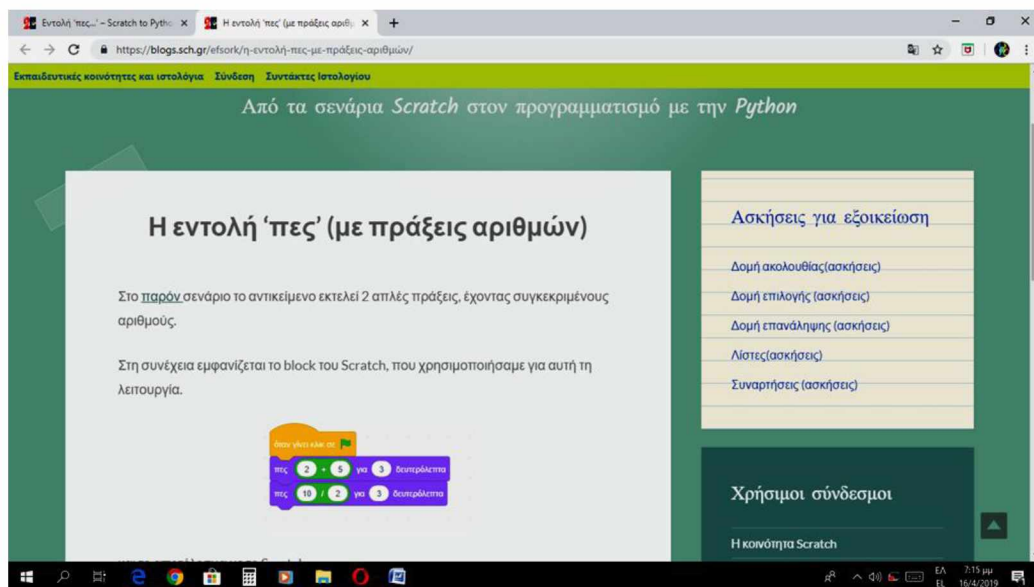 Εντολή 'πες...' – Scratch to Pytho
Η εντολή 'πες' (με πράξεις αριθμ
https://blogs.sch.gr/efsork/η-εντολή-πες-με-πράξεις-αριθμών/
Εκπαιδευτικές κοινότητες και ιστολόγια Σύνδεση Συντάκτες Ιστολογίου
Από τα σενάρια Scratch στον προγραμματισμό με την Python
Η εντολή 'πες' (με πράξεις αριθμών)
Στο παρόν σενάριο το αντικείμενο εκτελεί 2 απλές πράξεις, έχοντας συγκεκριμένους
αριθμούς.
Στη συνέχεια εμφανίζεται το block του Scratch, που χρησιμοποιήσαμε για αυτή τη
λειτουργία.
όταν γίνει κλικ σε
πες 2 + 5 για 3 δευτερόλεπτα
πες 10 / 2 για 3 δευτερόλεπτα
Ασκήσεις για εξοικείωση
Δομή ακολουθίας(ασκήσεις)
Δομή επιλογής (ασκήσεις)
Δομή επανάληψης (ασκήσεις)
Λίστες(ασκήσεις)
Συναρτήσεις (ασκήσεις)
Χρήσιμοι σύνδεσμοι
Η κοινότητα Scratch
ΕΛ 7:15 μμ
EL 16/4/2019